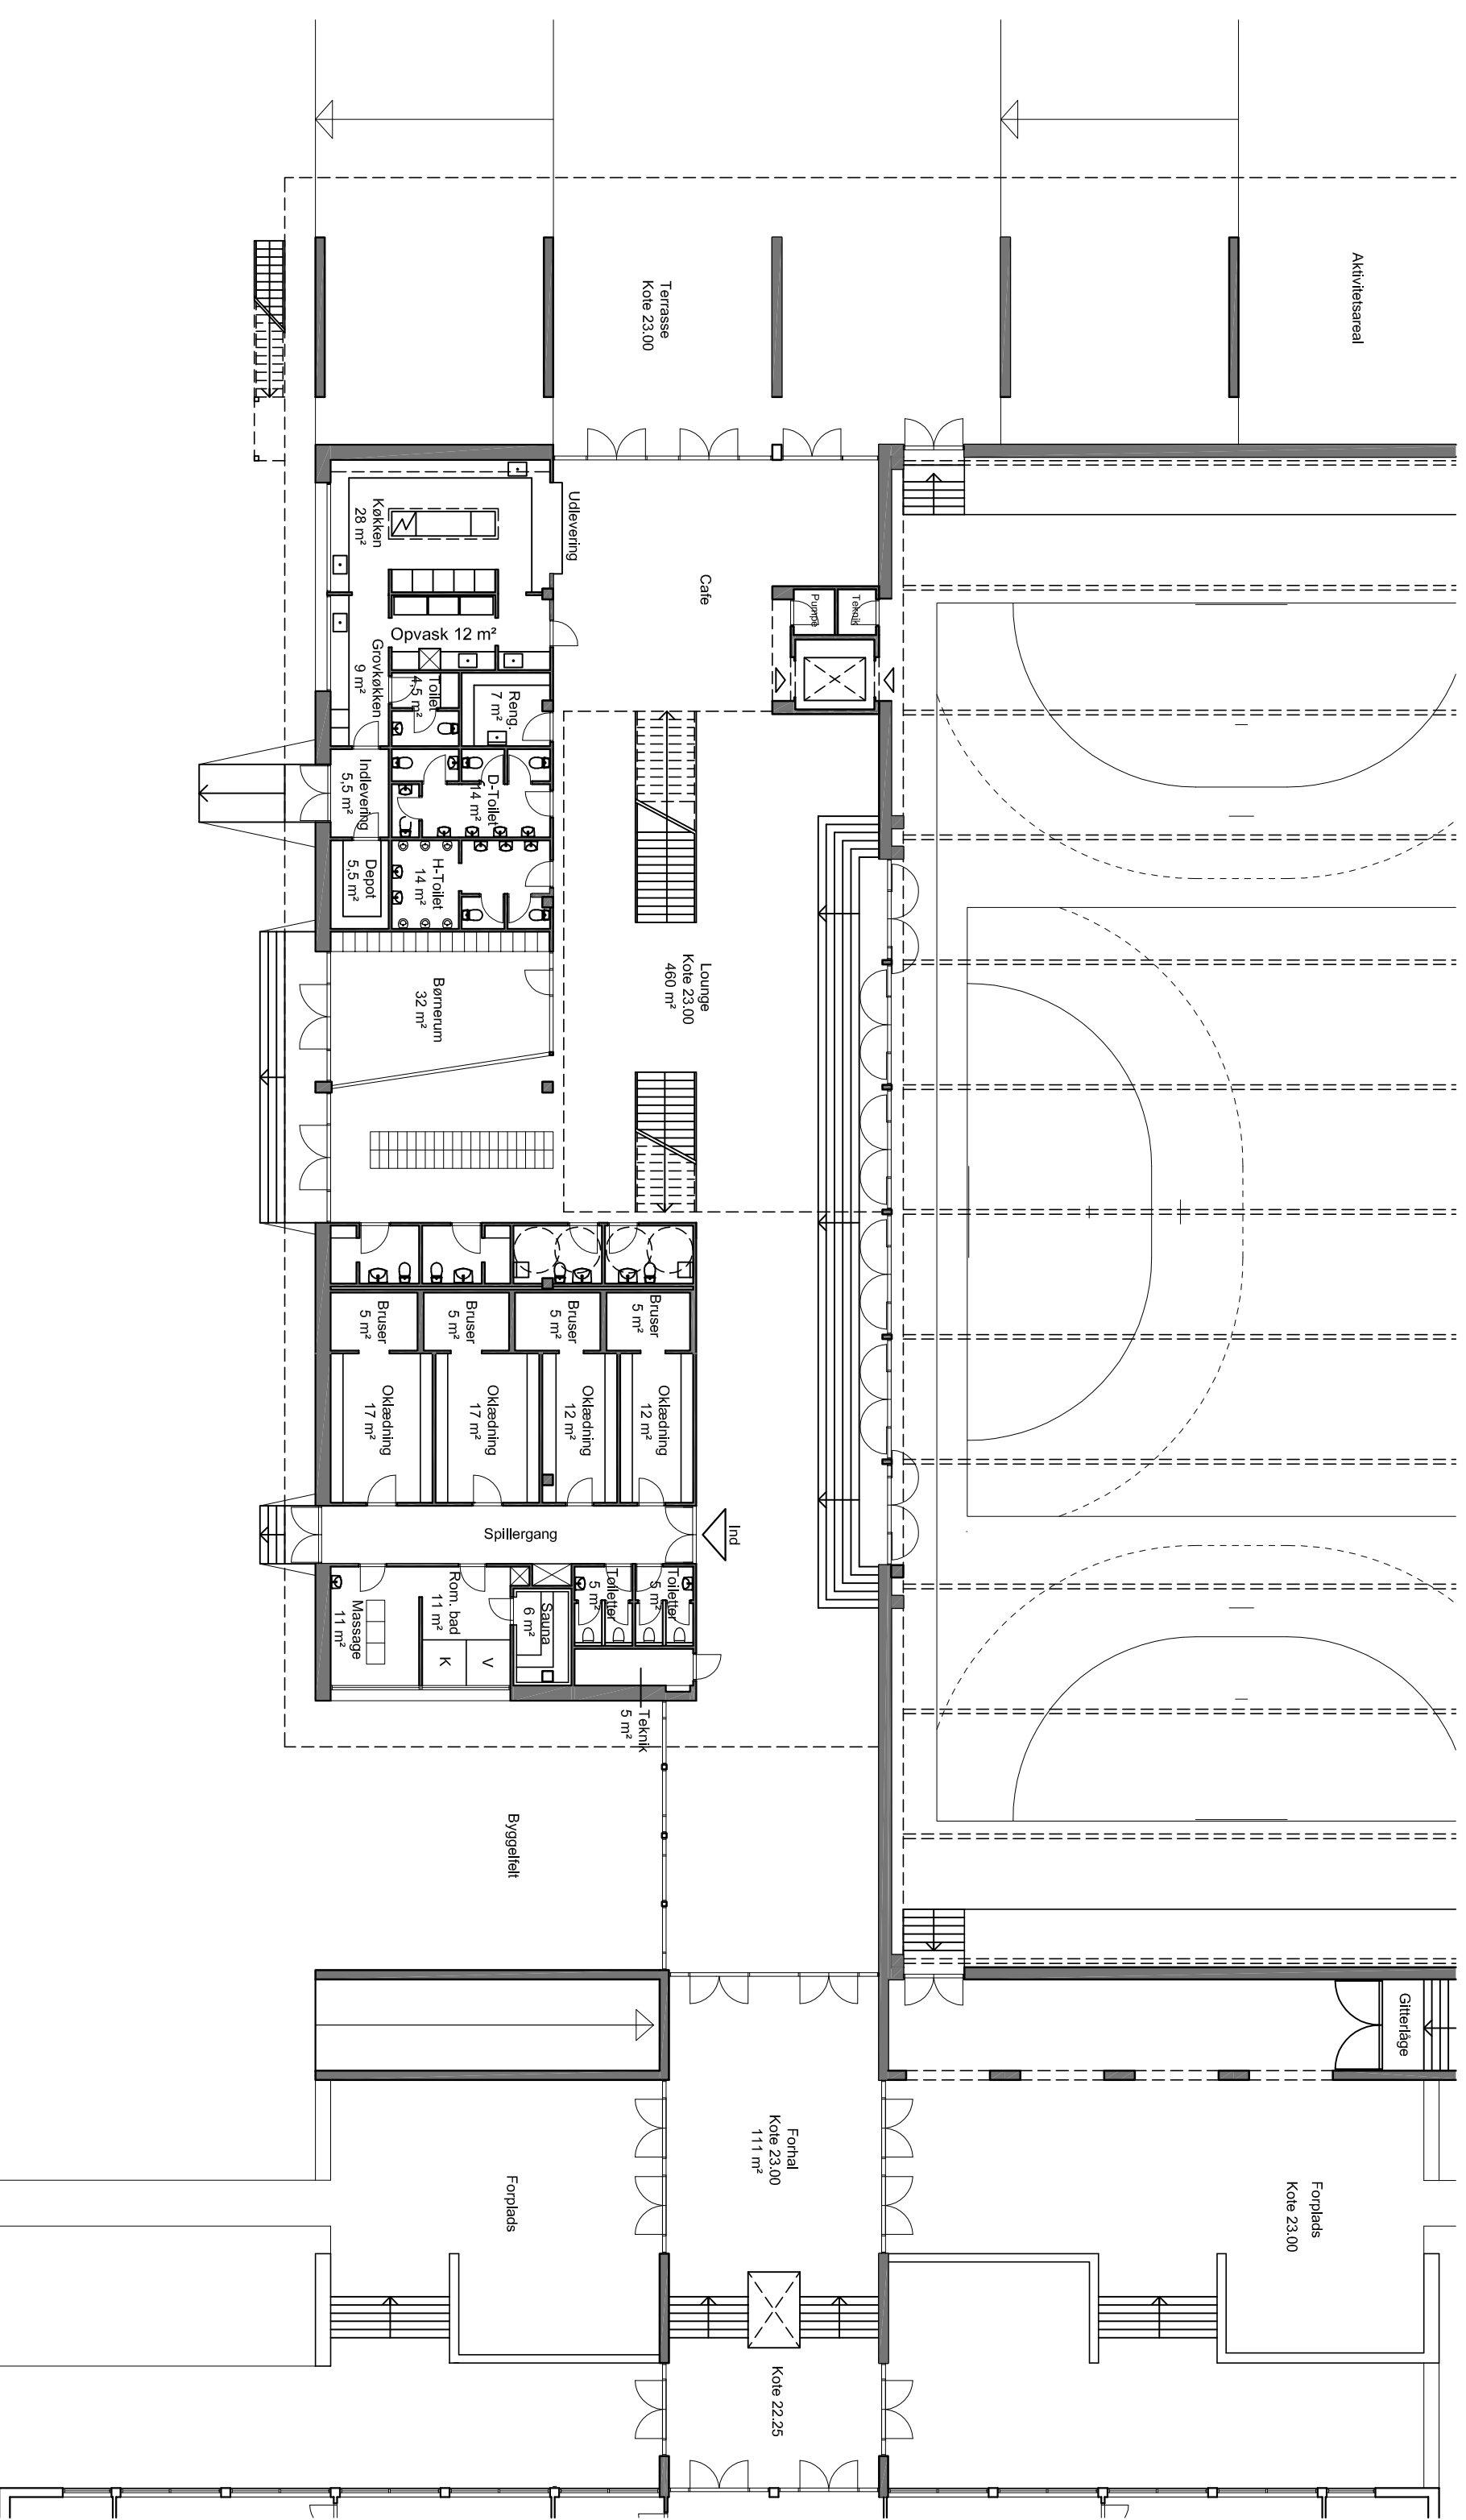 Aktivitetsareal
Terrasse
Kote 23.00
Udlevering
Køkken
28 m²
Cafe
Teknik
Pumpe
Opvask 12 m²
Grovkøkken
9 m²
Toilet
4,5 m²
Reng.
7 m²
Indlevering
5,5 m²
D-Toilet
14 m²
Depot
5,5 m²
H-Toilet
14 m²
Børnerum
32 m²
Lounge
Kote 23.00
460 m²
Bruser
5 m²
Bruser
5 m²
Bruser
5 m²
Bruser
5 m²
Oklædning
17 m²
Oklædning
17 m²
Oklædning
12 m²
Oklædning
12 m²
Spillergang
Ind
Massage
11 m²
Rom. bad
11 m²
K
V
Sauna
6 m²
Toiletter
5 m²
Toiletter
5 m²
Teknik
5 m²
Byggelfelt
Gitterlåge
Forhal
Kote 23.00
111 m²
Forplads
Forplads
Kote 23.00
Kote 22.25